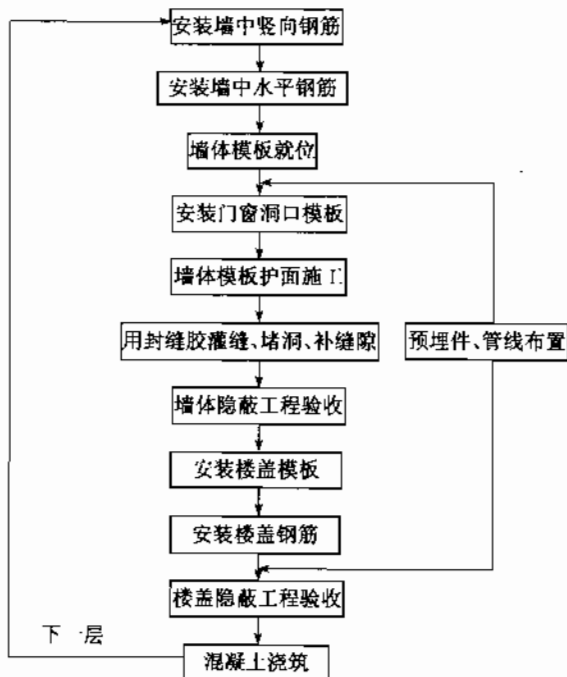 安装墙中竖向钢筋
安装墙中水平钢筋
墙体模板就位
安装门窗洞口模板
墙体模板护面施工
用封缝胶灌缝、堵洞、补缝隙
预埋件、管线布置
墙体隐蔽工程验收
安装楼盖模板
安装楼盖钢筋
楼盖隐蔽工程验收
下一层
混凝土浇筑